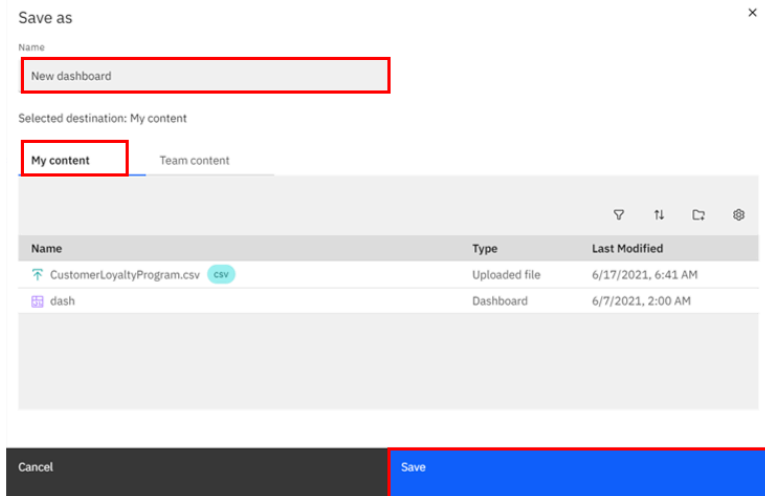 Save as
Name
New dashboard
Selected destination: My content
My content Team content
Name Type Last Modified
CustomerLoyaltyProgram.csv csv Uploaded file 6/17/2021, 6:41 AM
dash Dashboard 6/7/2021, 2:00 AM
Cancel Save